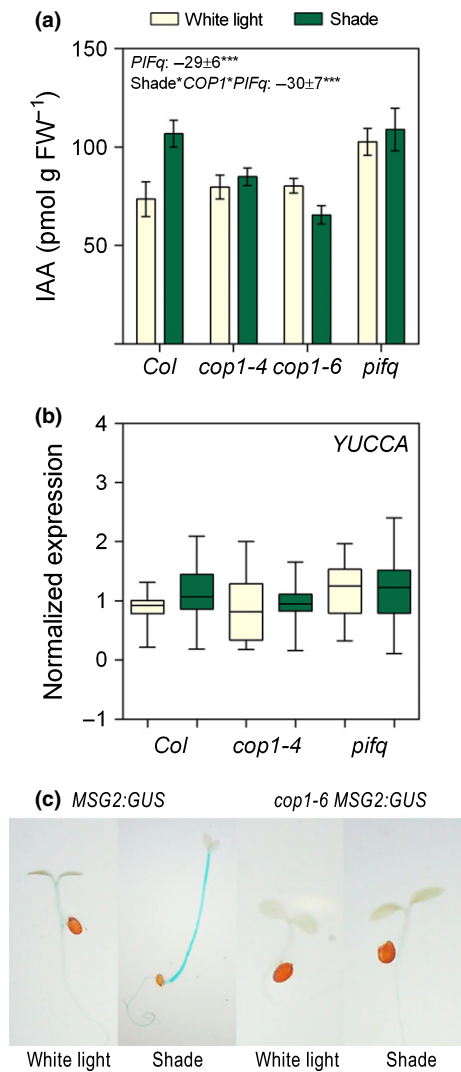 (a) White light Shade
PIFq: –29±6***
Shade*COP1*PIFq: –30±7***
IAA (pmol g FW⁻¹)
150
100
50
Col cop1-4 cop1-6 pifq
(b)
YUCCA
Normalized expression
4
3
2
1
0
–1
Col cop1-4 pifq
(c) MSG2:GUS cop1-6 MSG2:GUS
White light Shade White light Shade